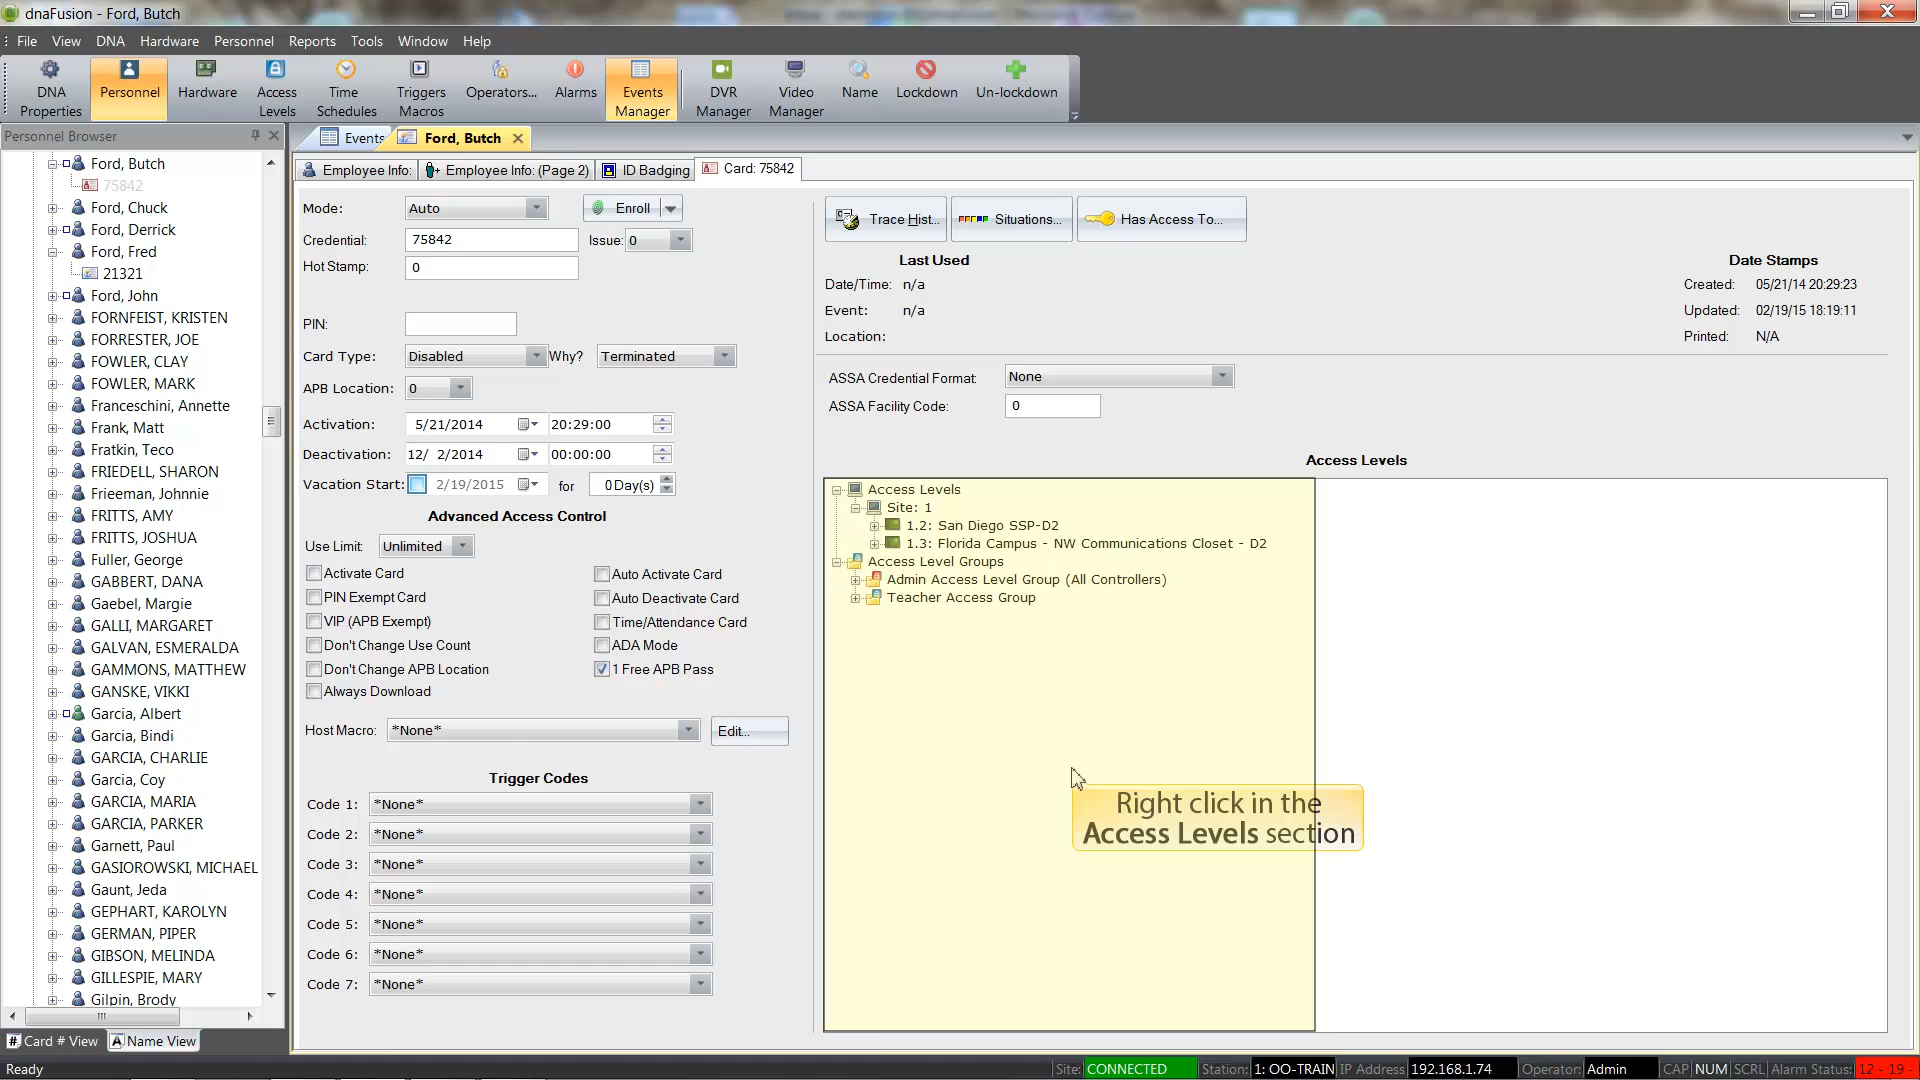 dnaFusion - Ford, Butch
File View DNA Hardware Personnel Reports Tools Window Help
DNA Properties
Personnel
Hardware
Access Levels
Time Schedules
Triggers Macros
Operators...
Alarms
Events Manager
DVR Manager
Video Manager
Name
Lockdown
Un-lockdown
Personnel Browser
Ford, Butch
75842
Ford, Chuck
Ford, Derrick
Ford, Fred
21321
Ford, John
FORNFEIST, KRISTEN
FORRESTER, JOE
FOWLER, CLAY
FOWLER, MARK
Franceschini, Annette
Frank, Matt
Fratkin, Teco
FRIEDELL, SHARON
Frieeman, Johnnie
FRITTS, AMY
FRITTS, JOSHUA
Fuller, George
GABBERT, DANA
Gaebel, Margie
GALLI, MARGARET
GALVAN, ESMERALDA
GAMMONS, MATTHEW
GANSKE, VIKKI
Garcia, Albert
Garcia, Bindi
GARCIA, CHARLIE
Garcia, Coy
GARCIA, MARIA
GARCIA, PARKER
Garnett, Paul
GASIOROWSKI, MICHAEL
Gaunt, Jeda
GEPHART, KAROLYN
GERMAN, PIPER
GIBSON, MELINDA
GILLESPIE, MARY
Gilpin, Brody
# Card # View
A Name View
Events
Ford, Butch
Employee Info:
Employee Info: (Page 2)
ID Badging
Card: 75842
Mode: Auto
Enroll
Credential: 75842 Issue: 0
Hot Stamp: 0
PIN:
Card Type: Disabled Why? Terminated
APB Location: 0
Activation: 5/21/2014 20:29:00
Deactivation: 12/ 2/2014 00:00:00
Vacation Start: 2/19/2015 for 0 Day(s)
Advanced Access Control
Use Limit: Unlimited
Activate Card
Auto Activate Card
PIN Exempt Card
Auto Deactivate Card
VIP (APB Exempt)
Time/Attendance Card
Don't Change Use Count
ADA Mode
Don't Change APB Location
1 Free APB Pass
Always Download
Host Macro: *None* Edit...
Trigger Codes
Code 1: *None*
Code 2: *None*
Code 3: *None*
Code 4: *None*
Code 5: *None*
Code 6: *None*
Code 7: *None*
Trace Hist...
Situations...
Has Access To...
Last Used
Date/Time: n/a
Event: n/a
Location:
Date Stamps
Created: 05/21/14 20:29:23
Updated: 02/19/15 18:19:11
Printed: N/A
ASSA Credential Format: None
ASSA Facility Code: 0
Access Levels
Access Levels
Site: 1
1.2: San Diego SSP-D2
1.3: Florida Campus - NW Communications Closet - D2
Access Level Groups
Admin Access Level Group (All Controllers)
Teacher Access Group
Right click in the
Access Levels section
Ready
Site: CONNECTED Station: 1: OO-TRAIN IP Address 192.168.1.74 Operator: Admin CAP NUM SCRL Alarm Status: 12 - 19 -